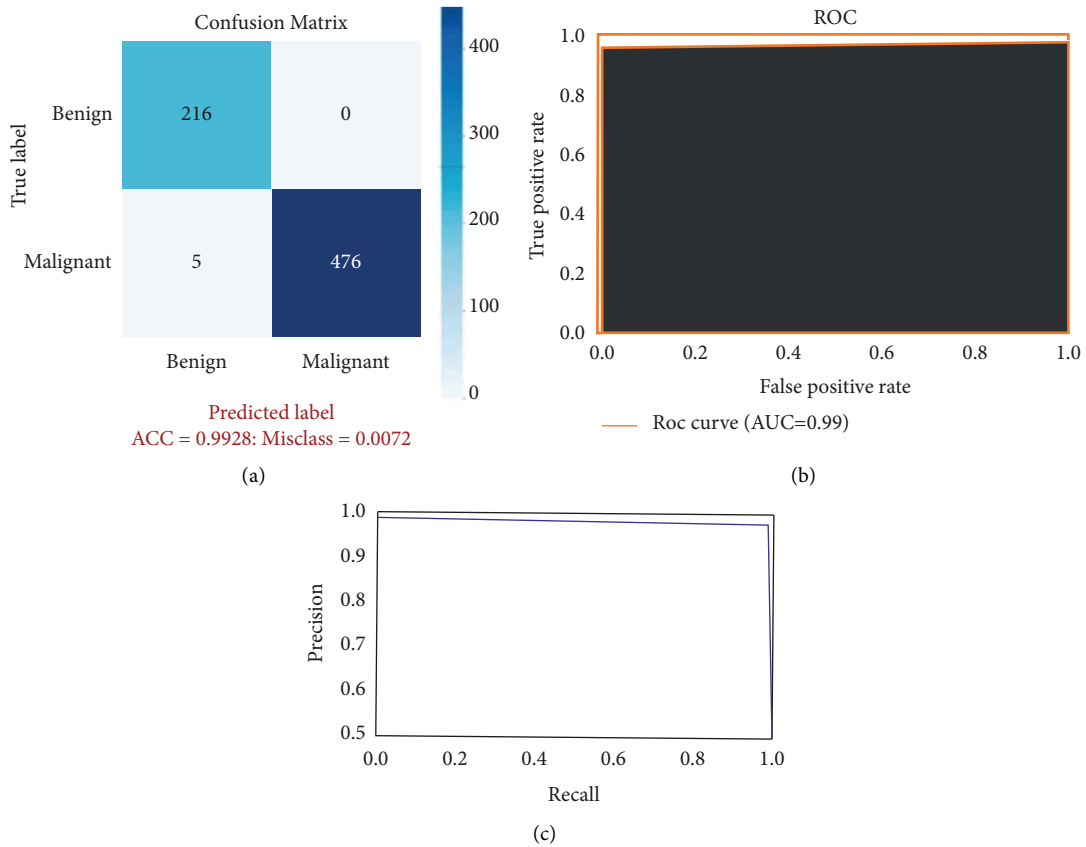 Confusion Matrix
True label
Benign
216
0
Malignant
5
476
Benign
Malignant
400
300
200
100
0
Predicted label
ACC = 0.9928: Misclass = 0.0072
(a)
ROC
True positive rate
1.0
0.8
0.6
0.4
0.2
0.0
0.0 0.2 0.4 0.6 0.8 1.0
False positive rate
Roc curve (AUC=0.99)
(b)
Precision
1.0
0.9
0.8
0.7
0.6
0.5
0.0 0.2 0.4 0.6 0.8 1.0
Recall
(c)